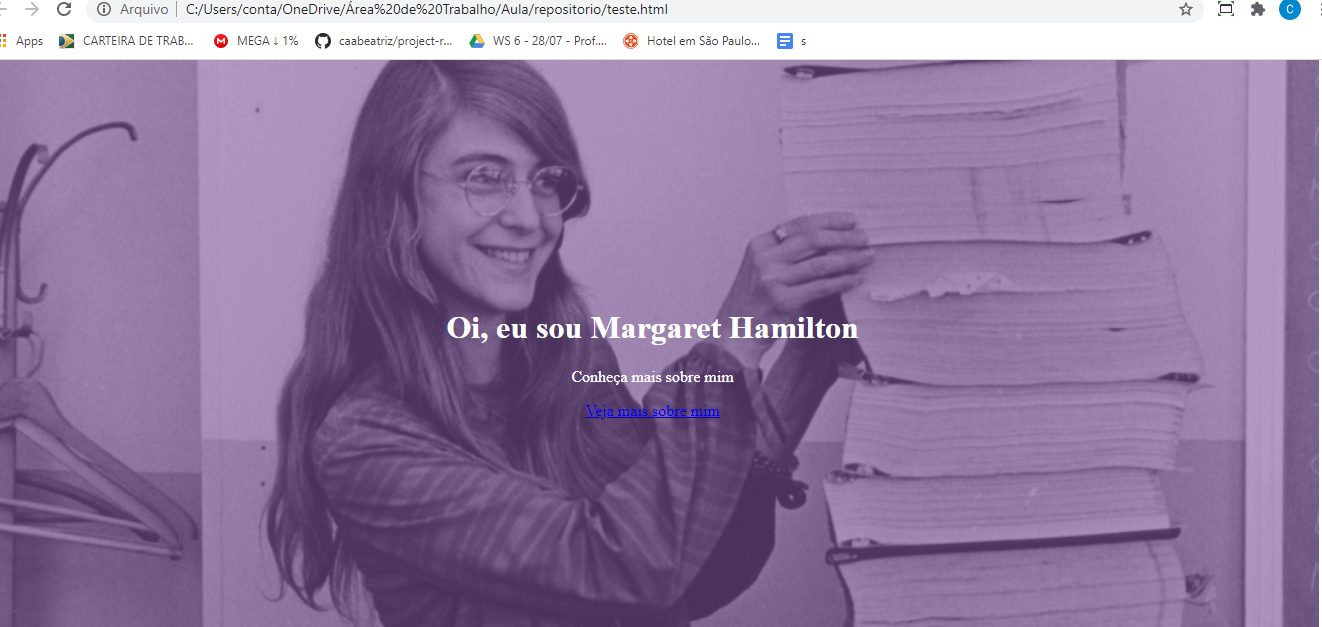 Arquivo C:/Users/conta/OneDrive/Área%20de%20Trabalho/Aula/repositorio/teste.html
C
Apps CARTEIRA DE TRAB... M MEGA ↓ 1% caabeatriz/project-r... WS 6 - 28/07 - Prof.... Hotel em São Paulo... s
Oi, eu sou Margaret Hamilton
Conheça mais sobre mim
Veja mais sobre mim